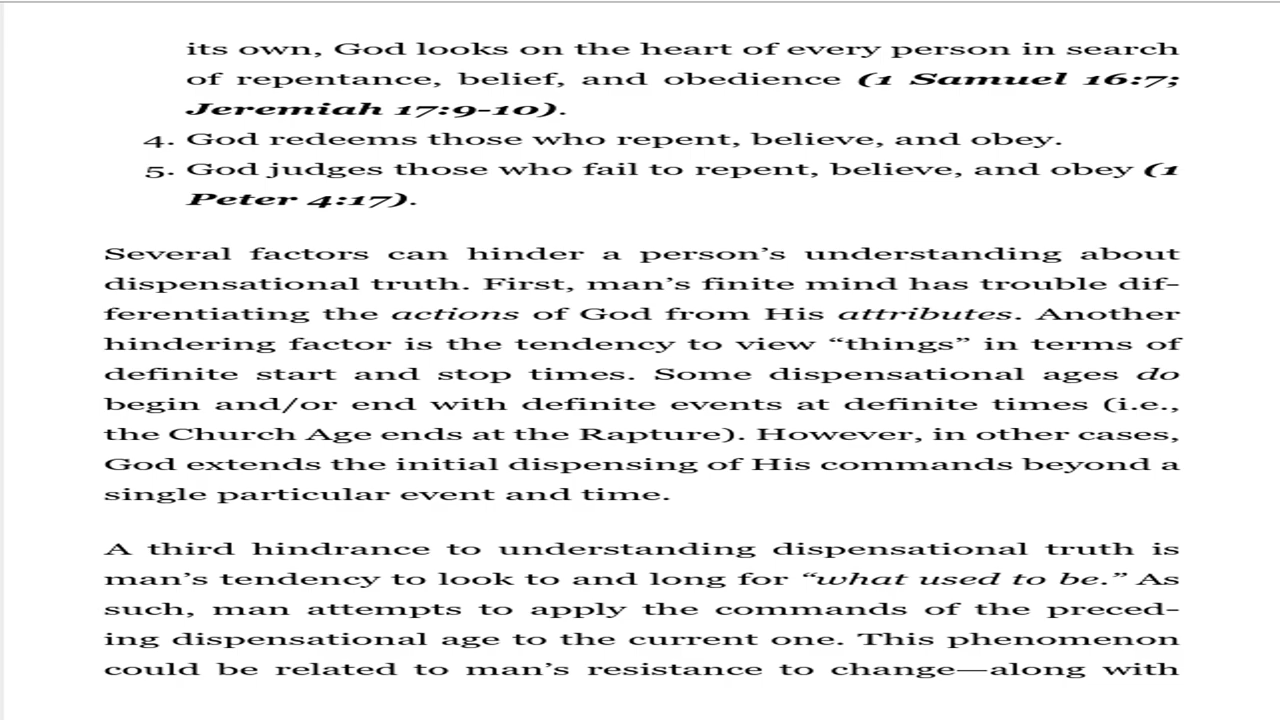 its own, God looks on the heart of every person in search
of repentance, belief, and obedience (1 Samuel 16:7;
Jeremiah 17:9-10).
4. God redeems those who repent, believe, and obey.
5. God judges those who fail to repent, believe, and obey (1
Peter 4:17).
Several factors can hinder a person’s understanding about
dispensational truth. First, man’s finite mind has trouble dif-
ferentiating the actions of God from His attributes. Another
hindering factor is the tendency to view “things” in terms of
definite start and stop times. Some dispensational ages do
begin and/or end with definite events at definite times (i.e.,
the Church Age ends at the Rapture). However, in other cases,
God extends the initial dispensing of His commands beyond a
single particular event and time.
A third hindrance to understanding dispensational truth is
man’s tendency to look to and long for “what used to be.” As
such, man attempts to apply the commands of the preced-
ing dispensational age to the current one. This phenomenon
could be related to man’s resistance to change—along with